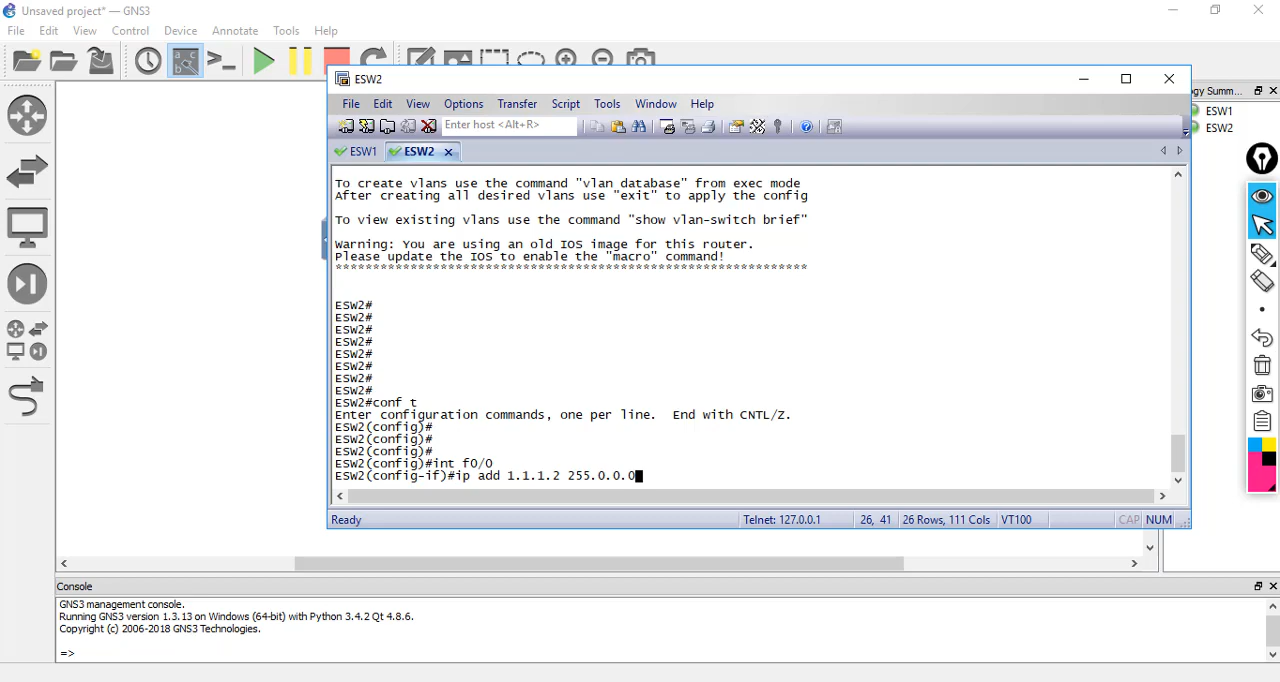 Unsaved project* — GNS3
File Edit View Control Device Annotate Tools Help
ESW2
File Edit View Options Transfer Script Tools Window Help
Enter host <Alt+R>
ESW1 ESW2
To create vlans use the command "vlan database" from exec mode
After creating all desired vlans use "exit" to apply the config
To view existing vlans use the command "show vlan-switch brief"
Warning: You are using an old IOS image for this router.
Please update the IOS to enable the "macro" command!
***************************************************************
ESW2#
ESW2#
ESW2#
ESW2#
ESW2#
ESW2#
ESW2#
ESW2#
ESW2#conf t
Enter configuration commands, one per line.  End with CNTL/Z.
ESW2(config)#
ESW2(config)#
ESW2(config)#
ESW2(config)#int f0/0
ESW2(config-if)#ip add 1.1.1.2 255.0.0.0
Ready Telnet: 127.0.0.1 26, 41 26 Rows, 111 Cols VT100 CAP NUM
gy Summ...
ESW1
ESW2
Console
GNS3 management console.
Running GNS3 version 1.3.13 on Windows (64-bit) with Python 3.4.2 Qt 4.8.6.
Copyright (c) 2006-2018 GNS3 Technologies.
=>